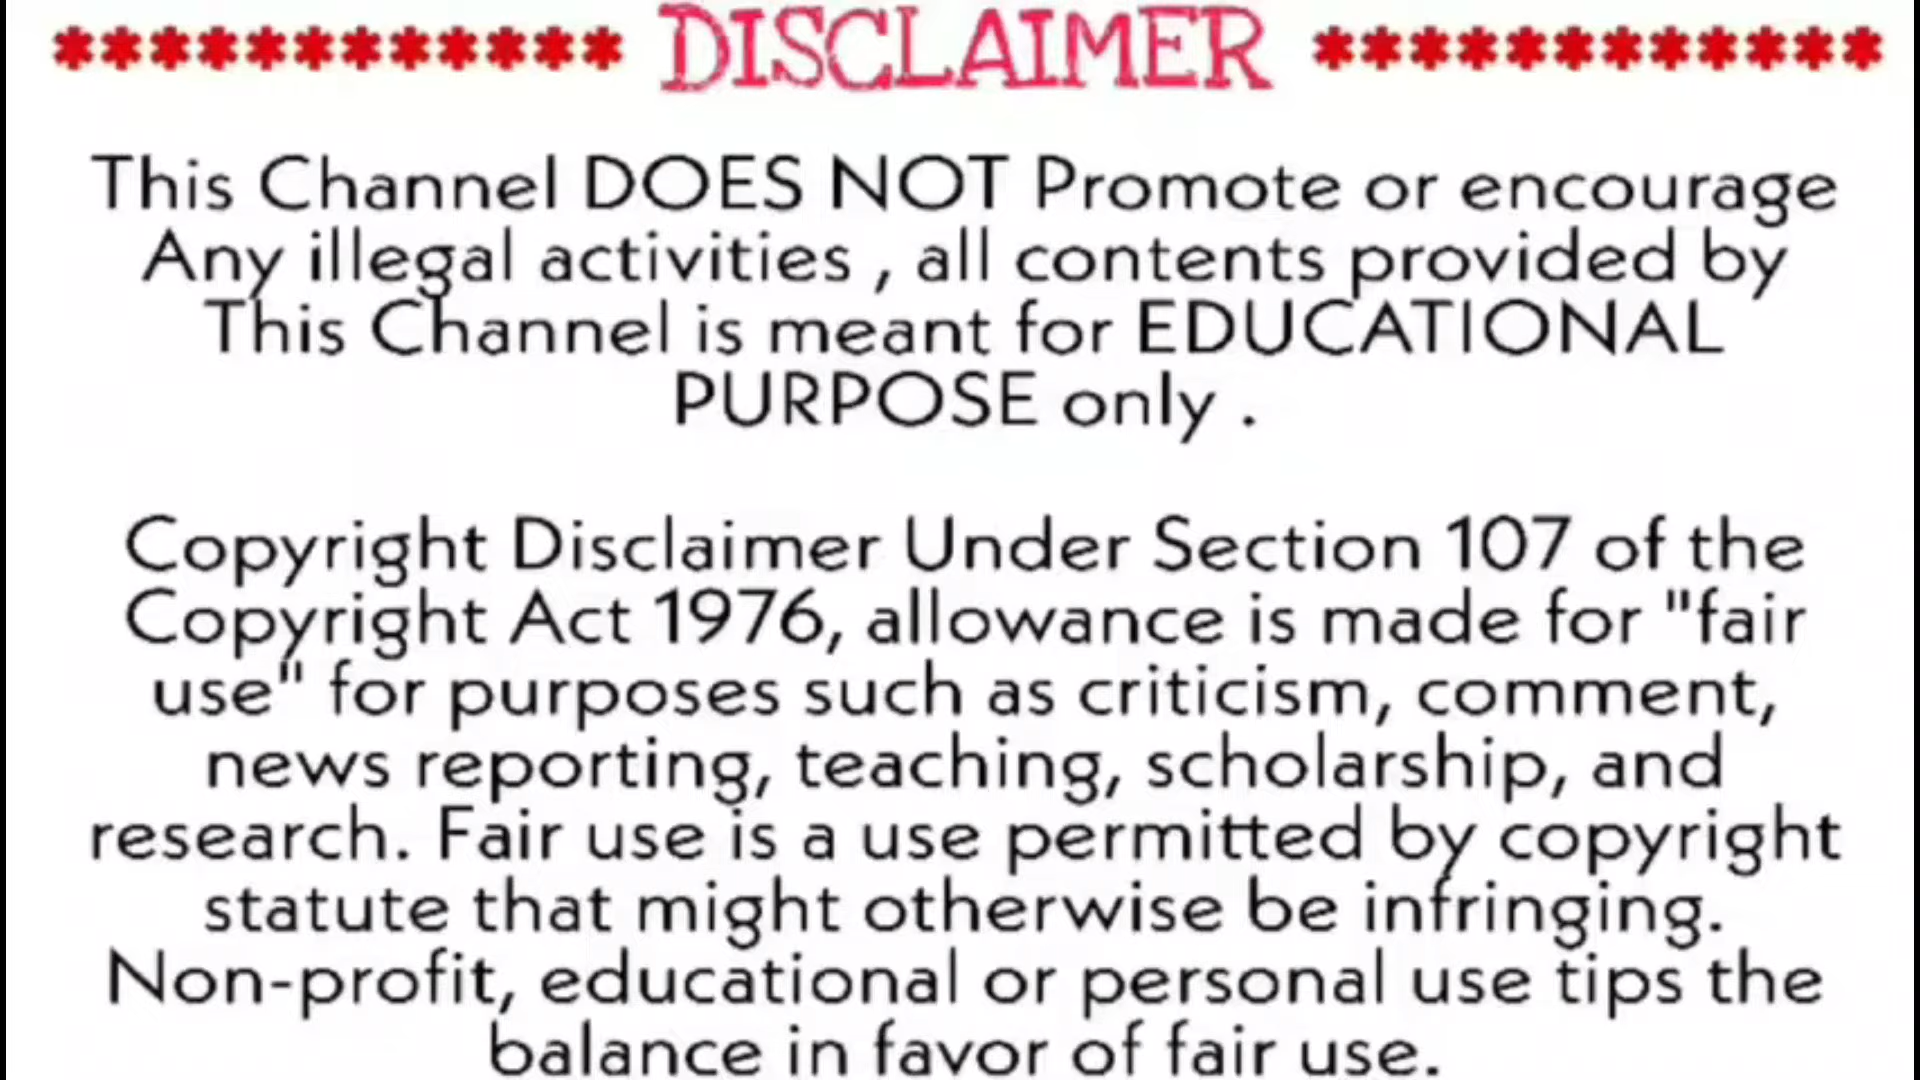 ************ DISCLAIMER ************
This Channel DOES NOT Promote or encourage
Any illegal activities , all contents provided by
This Channel is meant for EDUCATIONAL
PURPOSE only .
Copyright Disclaimer Under Section 107 of the
Copyright Act 1976, allowance is made for "fair
use" for purposes such as criticism, comment,
news reporting, teaching, scholarship, and
research. Fair use is a use permitted by copyright
statute that might otherwise be infringing.
Non-profit, educational or personal use tips the
balance in favor of fair use.